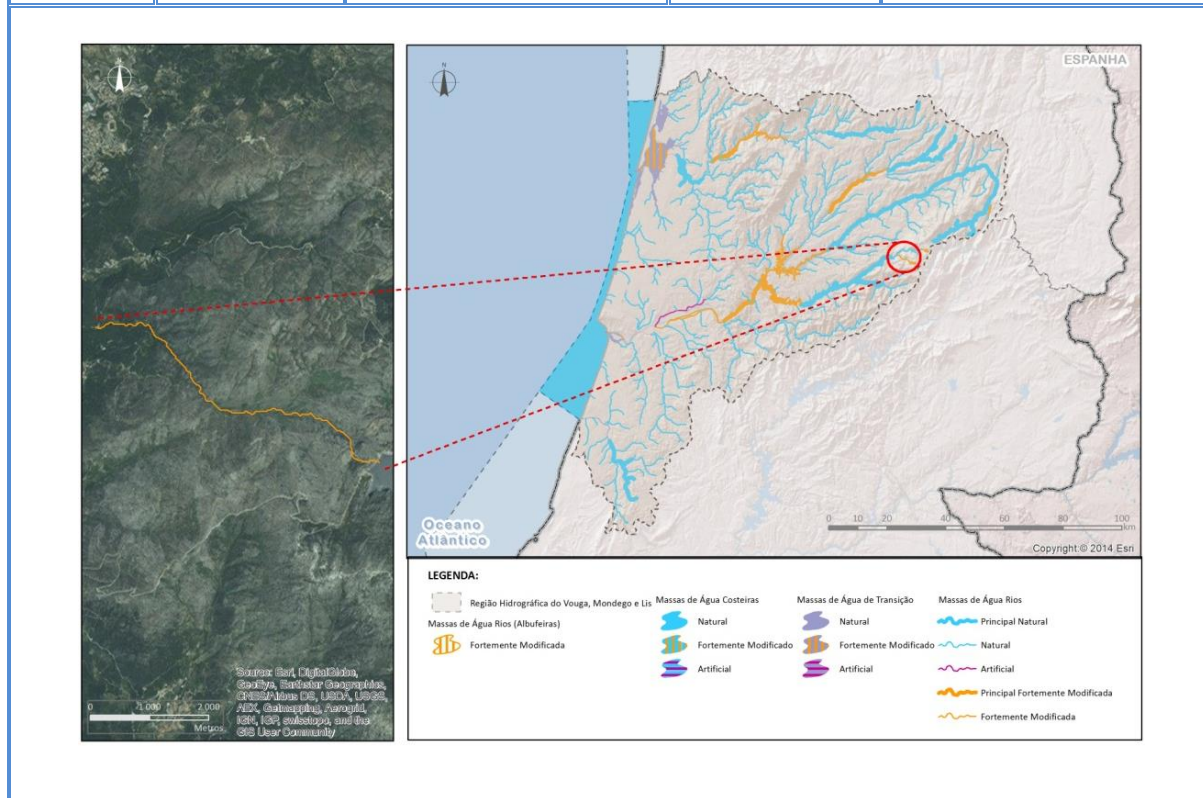 N
Source: Esri, DigitalGlobe,
GeoEye, Earthstar Geographics,
CNES/Airbus DS, USDA, USGS,
AEX, Getmapping, Aerogrid,
IGN, IGP, swisstopo, and the
GIS User Community
0 1.000 2.000
Metros
N
ESPANHA
Oceano
Atlântico
0 10 20 40 60 80 100
km
Copyright:© 2014 Esri
LEGENDA:
Região Hidrográfica do Vouga, Mondego e Lis
Massas de Água Rios (Albufeiras)
Fortemente Modificada
Massas de Água Costeiras
Natural
Fortemente Modificado
Artificial
Massas de Água de Transição
Natural
Fortemente Modificado
Artificial
Massas de Água Rios
Principal Natural
Natural
Artificial
Principal Fortemente Modificada
Fortemente Modificada